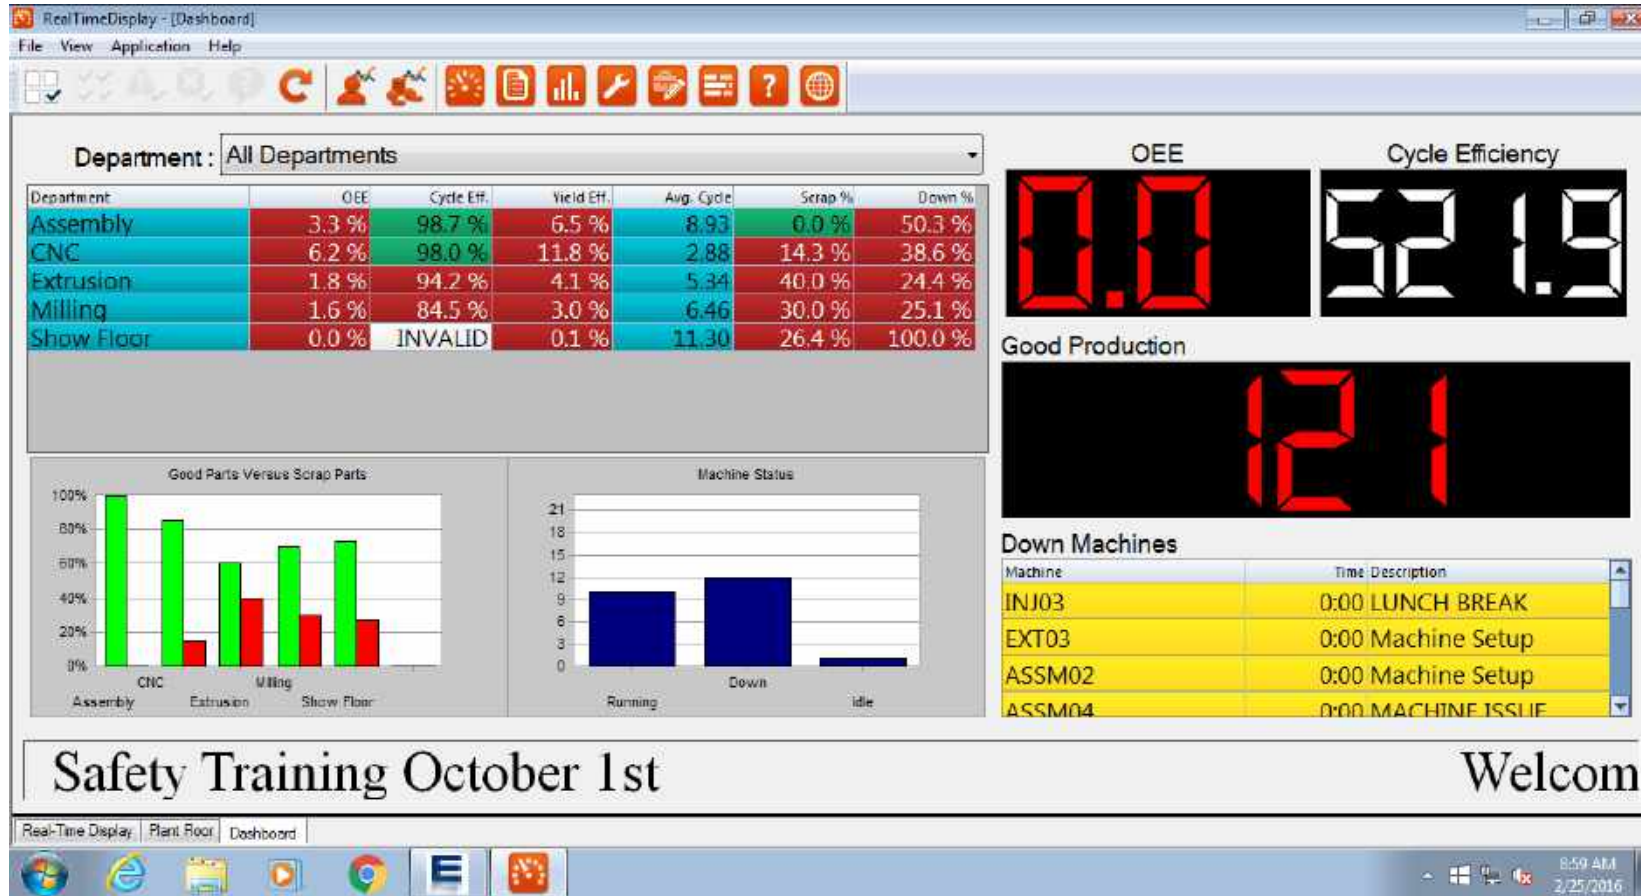 RealTimeDisplay - [Dashboard]
File View Application Help
Department : All Departments
Department OEE Cycle Eff. Yield Eff. Avg. Cycle Scrap % Down %
Assembly 3.3 % 98.7 % 6.5 % 8.93 0.0 % 50.3 %
CNC 6.2 % 98.0 % 11.8 % 2.88 14.3 % 38.6 %
Extrusion 1.8 % 94.2 % 4.1 % 5.34 40.0 % 24.4 %
Milling 1.6 % 84.5 % 3.0 % 6.46 30.0 % 25.1 %
Show Floor 0.0 % INVALID 0.1 % 11.30 26.4 % 100.0 %
OEE Cycle Efficiency
0.0 521.9
Good Production
121
Good Parts Versus Scrap Parts
100%
80%
60%
40%
20%
0%
CNC Milling
Assembly Extrusion Show Floor
Machine Status
21
18
15
12
9
6
3
0
Down
Running Idle
Down Machines
Machine Time Description
INJ03 0:00 LUNCH BREAK
EXT03 0:00 Machine Setup
ASSM02 0:00 Machine Setup
ASSM04 0:00 MACHINE ISSUE
Safety Training October 1st Welcom
Real-Time Display Plant Floor Dashboard
E
8:59 AM
2/25/2016